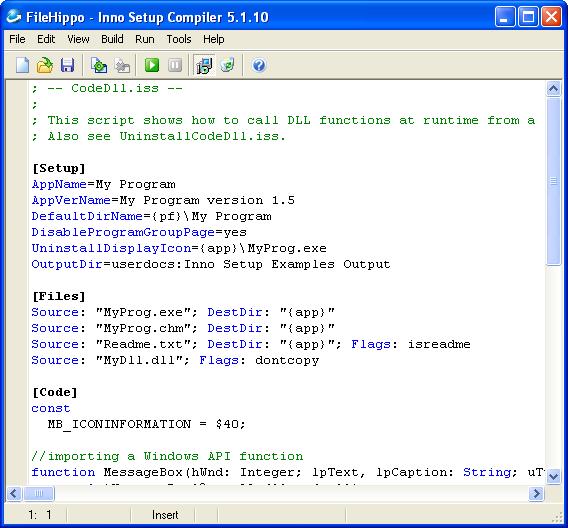 FileHippo - Inno Setup Compiler 5.1.10
File Edit View Build Run Tools Help
; -- CodeDll.iss --
;
; This script shows how to call DLL functions at runtime from a
; Also see UninstallCodeDll.iss.
[Setup]
AppName=My Program
AppVerName=My Program version 1.5
DefaultDirName={pf}\My Program
DisableProgramGroupPage=yes
UninstallDisplayIcon={app}\MyProg.exe
OutputDir=userdocs:Inno Setup Examples Output
[Files]
Source: "MyProg.exe"; DestDir: "{app}"
Source: "MyProg.chm"; DestDir: "{app}"
Source: "Readme.txt"; DestDir: "{app}"; Flags: isreadme
Source: "MyDll.dll"; Flags: dontcopy
[Code]
const
MB_ICONINFORMATION = $40;
//importing a Windows API function
function MessageBox(hWnd: Integer; lpText, lpCaption: String; uT
1: 1 Insert